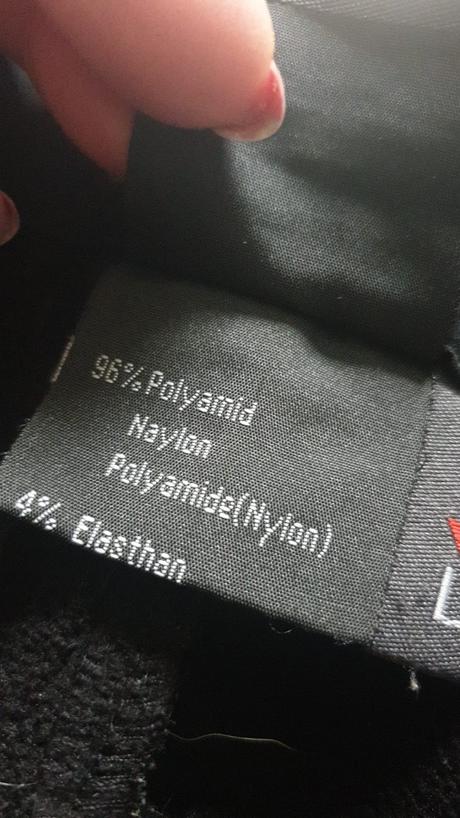 96% Polyamid
Naylon
Polyamide(Nylon)
4% Elasthan